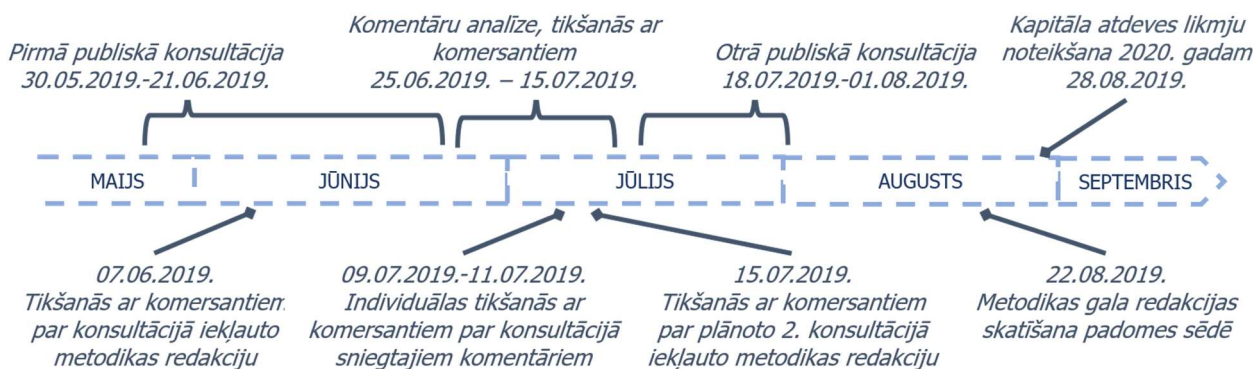 Pirmā publiskā konsultācija
30.05.2019.-21.06.2019.
Komentāru analīze, tikšanās ar
komersantiem
25.06.2019. – 15.07.2019.
Otrā publiskā konsultācija
18.07.2019.-01.08.2019.
Kapitāla atdeves likmju
noteikšana 2020. gadam
28.08.2019.
MAIJS
JŪNIJS
JŪLIJS
AUGUSTS
SEPTEMBRIS
07.06.2019.
Tikšanās ar komersantiem
par konsultācijā iekļauto
metodikas redakciju
09.07.2019.-11.07.2019.
Individuālas tikšanās ar
komersantiem par konsultācijā
sniegtajiem komentāriem
15.07.2019.
Tikšanās ar komersantiem
par plānoto 2. konsultācijā
iekļauto metodikas redakciju
22.08.2019.
Metodikas gala redakcijas
skatīšana padomes sēdē